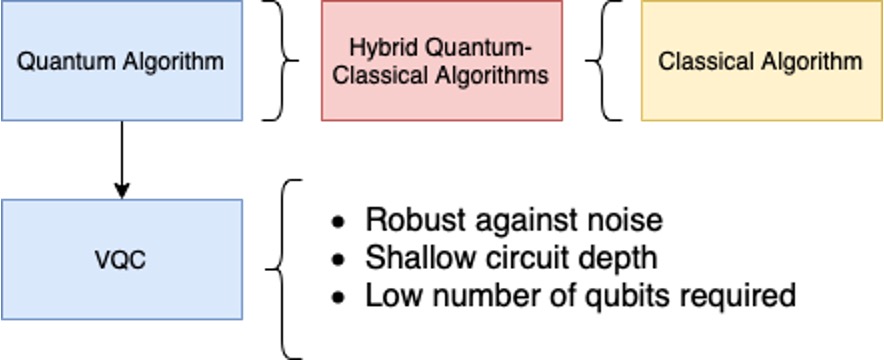 Quantum Algorithm
Hybrid Quantum-
Classical Algorithms
Classical Algorithm
VQC
• Robust against noise
• Shallow circuit depth
• Low number of qubits required